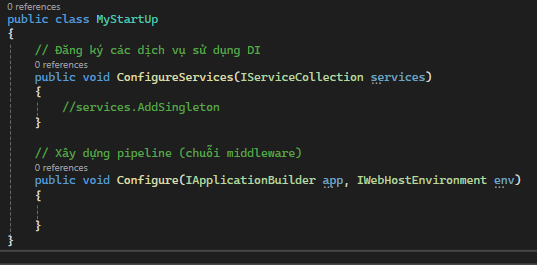 0 references
public class MyStartUp
{
// Đăng ký các dịch vụ sử dụng DI
0 references
public void ConfigureServices(IServiceCollection services)
{
//services.AddSingleton
}
// Xây dựng pipeline (chuỗi middleware)
0 references
public void Configure(IApplicationBuilder app, IWebHostEnvironment env)
{
}
}